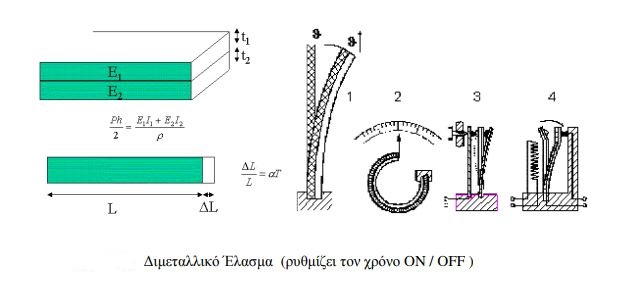 t1
t2
E1
E2
Ph/2 = E1I1 + E2I2/ρ
L
ΔL
ΔL/L = αT
ϑ ϑ
1 2 3 4
Διμεταλλικό Έλασμα (ρυθμίζει τον χρόνο ON / OFF )